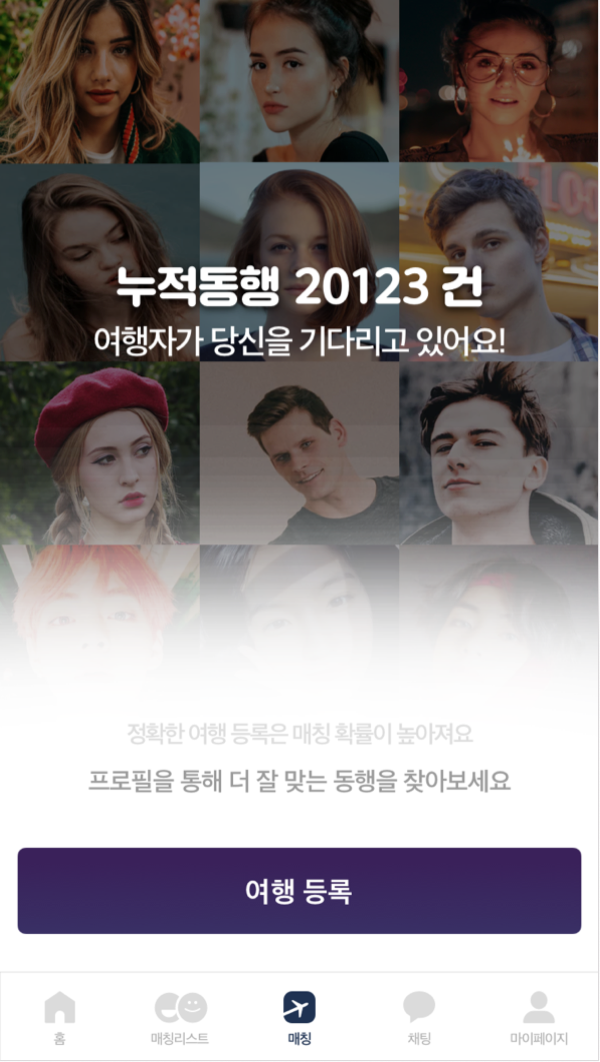 누적동행 20123 건
여행자가 당신을 기다리고 있어요!
정확한 여행 등록은 매칭 확률이 높아져요
프로필을 통해 더 잘 맞는 동행을 찾아보세요
여행 등록
홈
매칭리스트
매칭
채팅
마이페이지